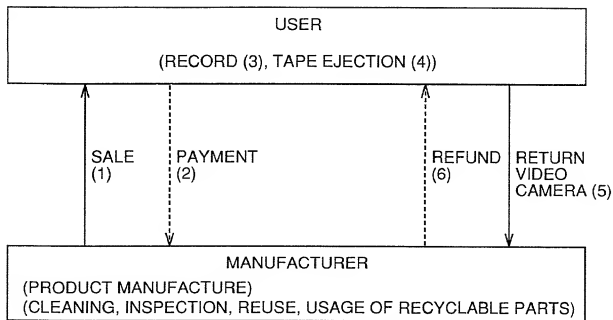 USER
(RECORD (3), TAPE EJECTION (4))
SALE
(1)
PAYMENT
(2)
REFUND
(6)
RETURN
VIDEO
CAMERA (5)
MANUFACTURER
(PRODUCT MANUFACTURE)
(CLEANING, INSPECTION, REUSE, USAGE OF RECYCLABLE PARTS)